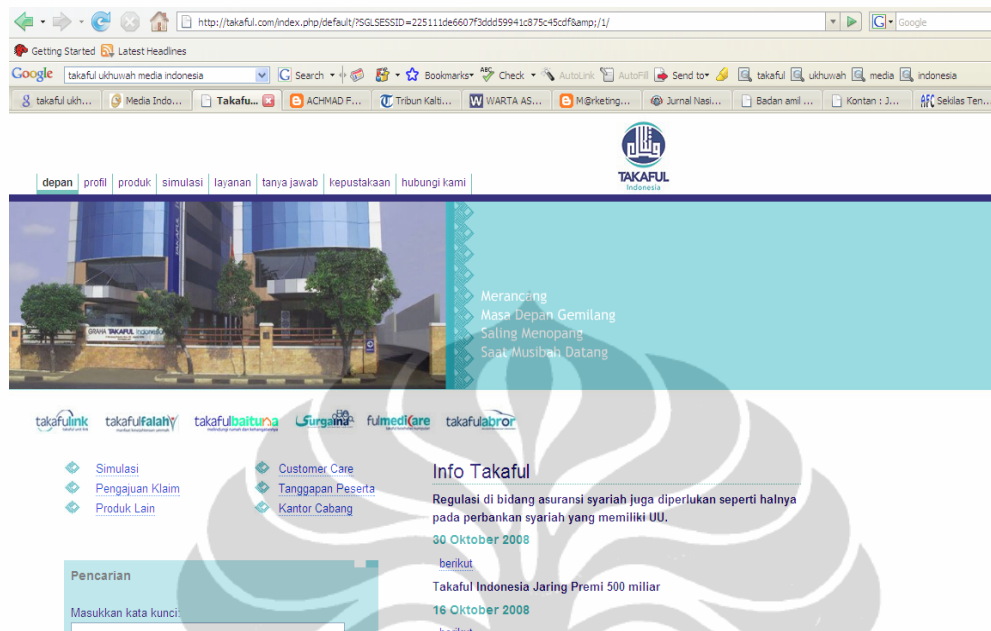 http://takaful.com/index.php/default/?SGLSESSID=225111de6607f3ddd59941c875c45cdf&amp;/1/
G Google
Getting Started Latest Headlines
Google takaful ukhuwah media indonesia G Search Bookmarks Check AutoLink AutoFill Send to takaful ukhuwah media indonesia
takaful ukh... Media Indo... Takafu... ACHMAD F... Tribun Kalti... WARTA AS... M@rketing... Jurnal Nasi... Badan amil ... Kontan : J... Sekilas Ten...
TAKAFUL
Indonesia
depan profil produk simulasi layanan tanya jawab kepustakaan hubungi kami
GRAHA TAKAFUL Indonesia
Merancang
Masa Depan Gemilang
Saling Menopang
Saat Musibah Datang
takafulink takafulfalah takafulbaituna Surgaina fulmedicare takafulabror
Simulasi
Pengajuan Klaim
Produk Lain
Customer Care
Tanggapan Peserta
Kantor Cabang
Info Takaful
Regulasi di bidang asuransi syariah juga diperlukan seperti halnya
pada perbankan syariah yang memiliki UU.
30 Oktober 2008
berikut
Takaful Indonesia Jaring Premi 500 miliar
16 Oktober 2008
berikut
Pencarian
Masukkan kata kunci: